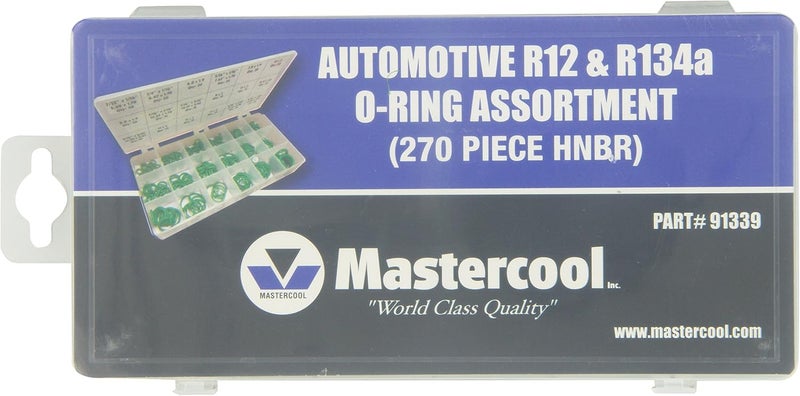 AUTOMOTIVE R12 & R134a
O-RING ASSORTMENT
(270 PIECE HNBR)
PART# 91339
MASTERCOOL
Mastercool Inc.
"World Class Quality"
www.mastercool.com